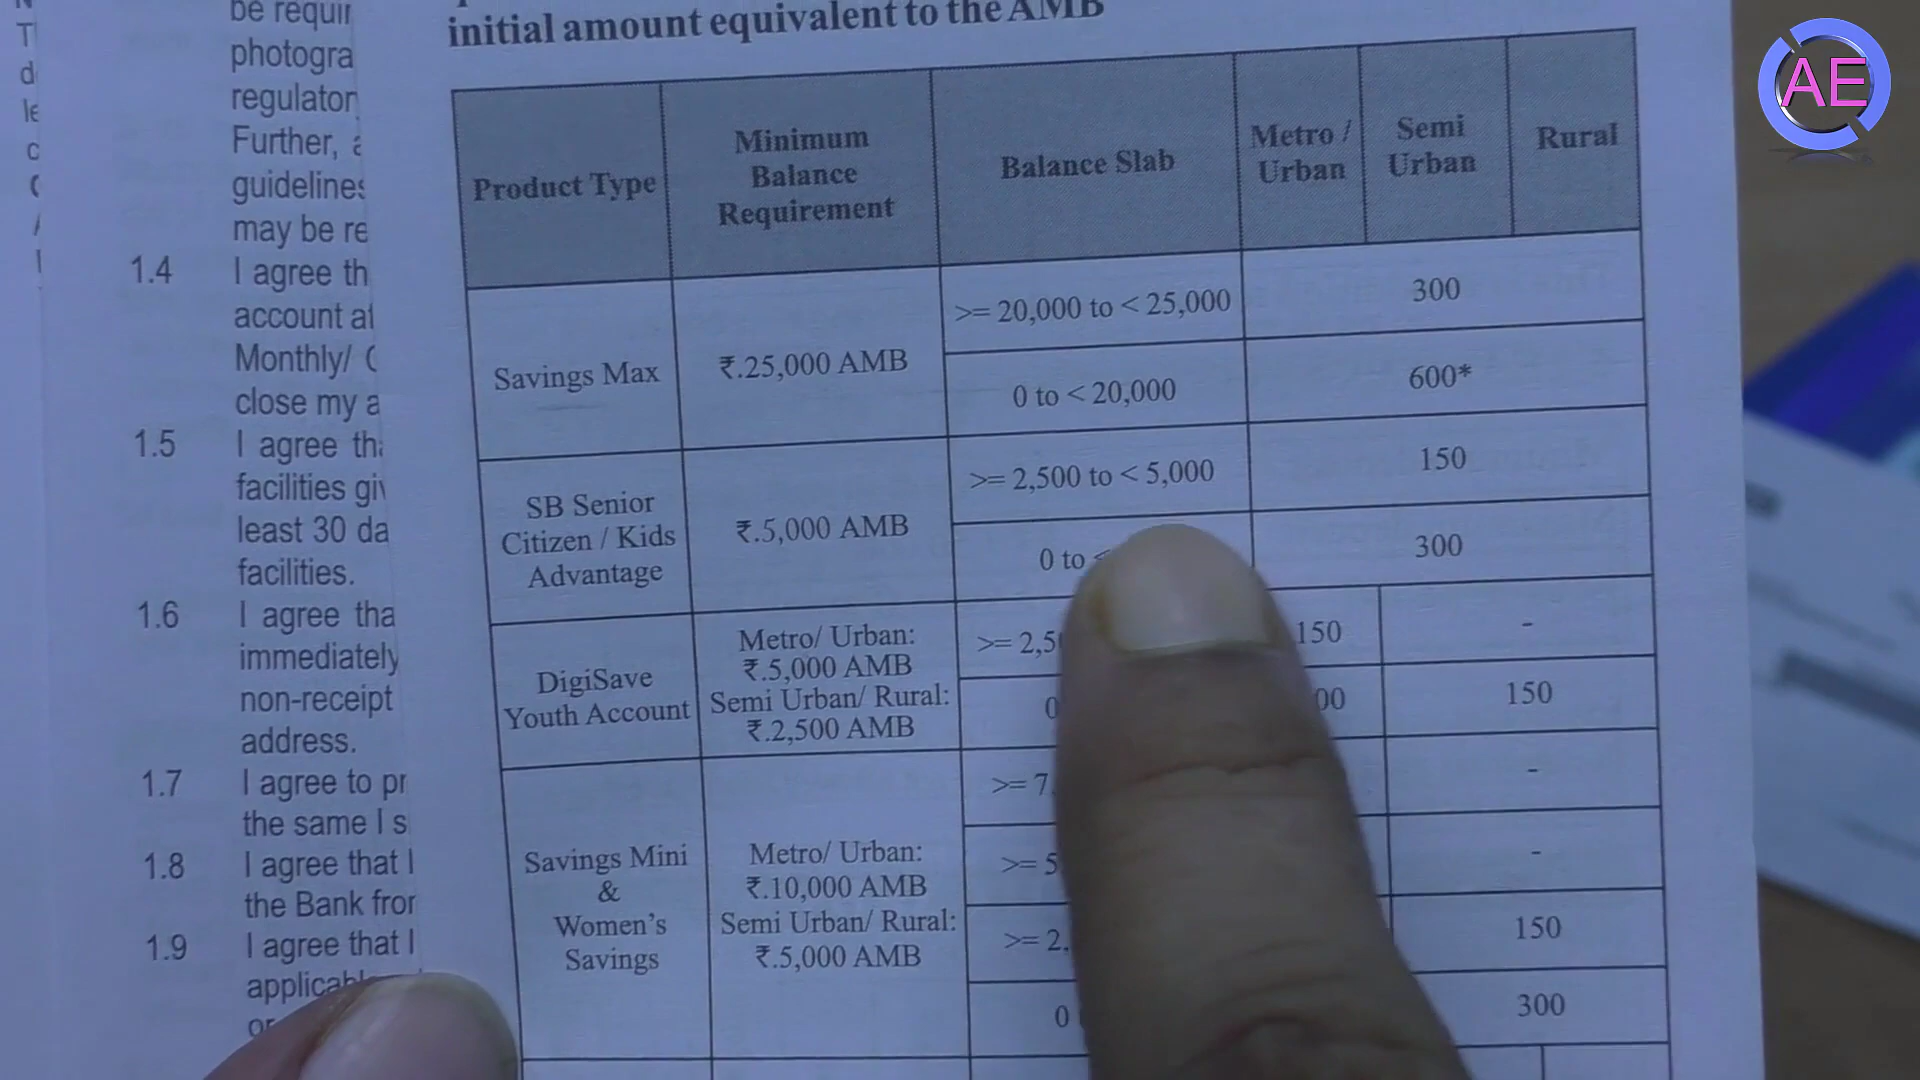 initial amount equivalent to the AMB
Product Type
Minimum
Balance
Requirement
Balance Slab
Metro /
Urban
Semi
Urban
Rural
Savings Max
₹.25,000 AMB
>= 20,000 to < 25,000
300
0 to < 20,000
600*
SB Senior
Citizen / Kids
Advantage
₹.5,000 AMB
>= 2,500 to < 5,000
150
0 to <
300
DigiSave
Youth Account
Metro/ Urban:
₹.5,000 AMB
Semi Urban/ Rural:
₹.2,500 AMB
>= 2,5
150
-
0
00
150
Savings Mini
&
Women's
Savings
Metro/ Urban:
₹.10,000 AMB
Semi Urban/ Rural:
₹.5,000 AMB
>= 7
-
>= 5
-
>= 2,
150
0
300
be requir
photogra
regulator
Further,
guidelines
may be re
1.4 I agree th
account at
Monthly/
close my a
1.5 I agree tha
facilities giv
least 30 da
facilities.
1.6 I agree tha
immediately
non-receipt
address.
1.7 I agree to pr
the same I s
1.8 I agree that I
the Bank fror
1.9 I agree that I
AE